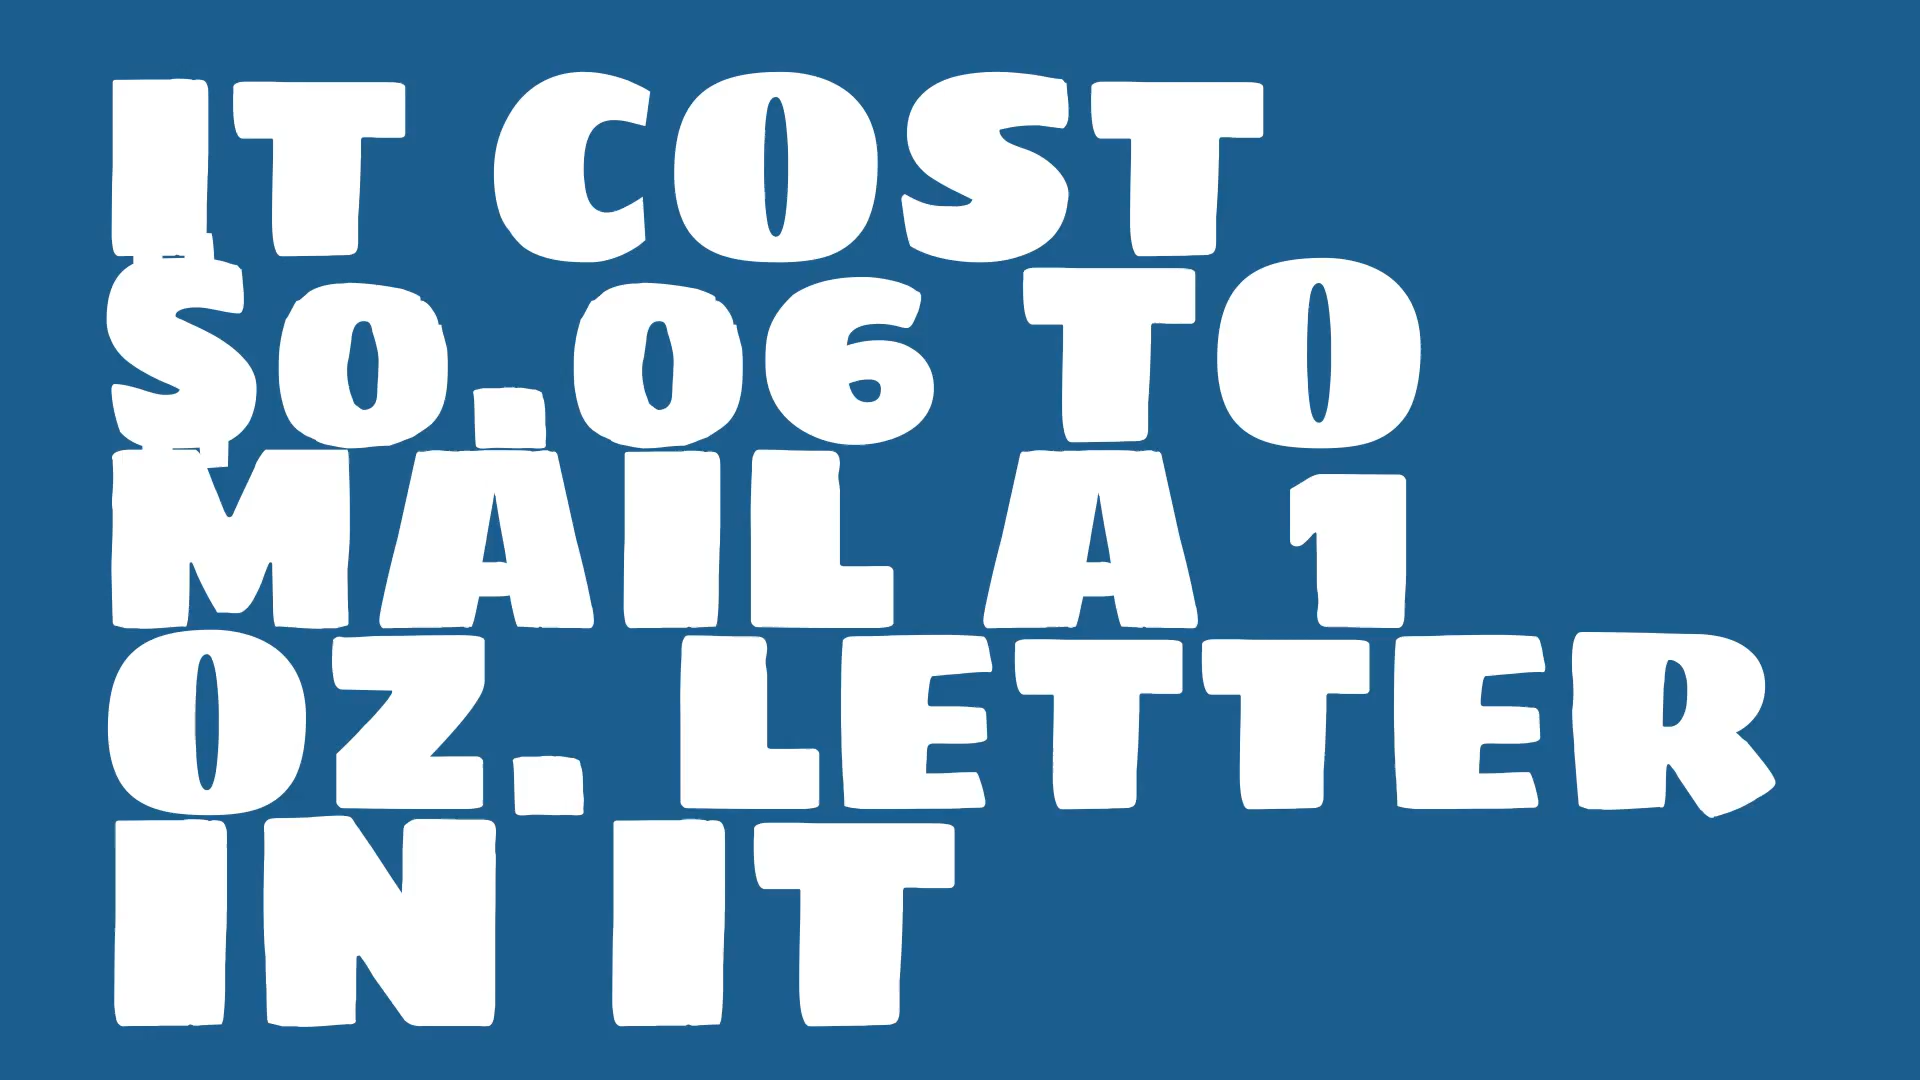 IT COST
$0.06 TO
MAIL A 1
OZ. LETTER
IN IT